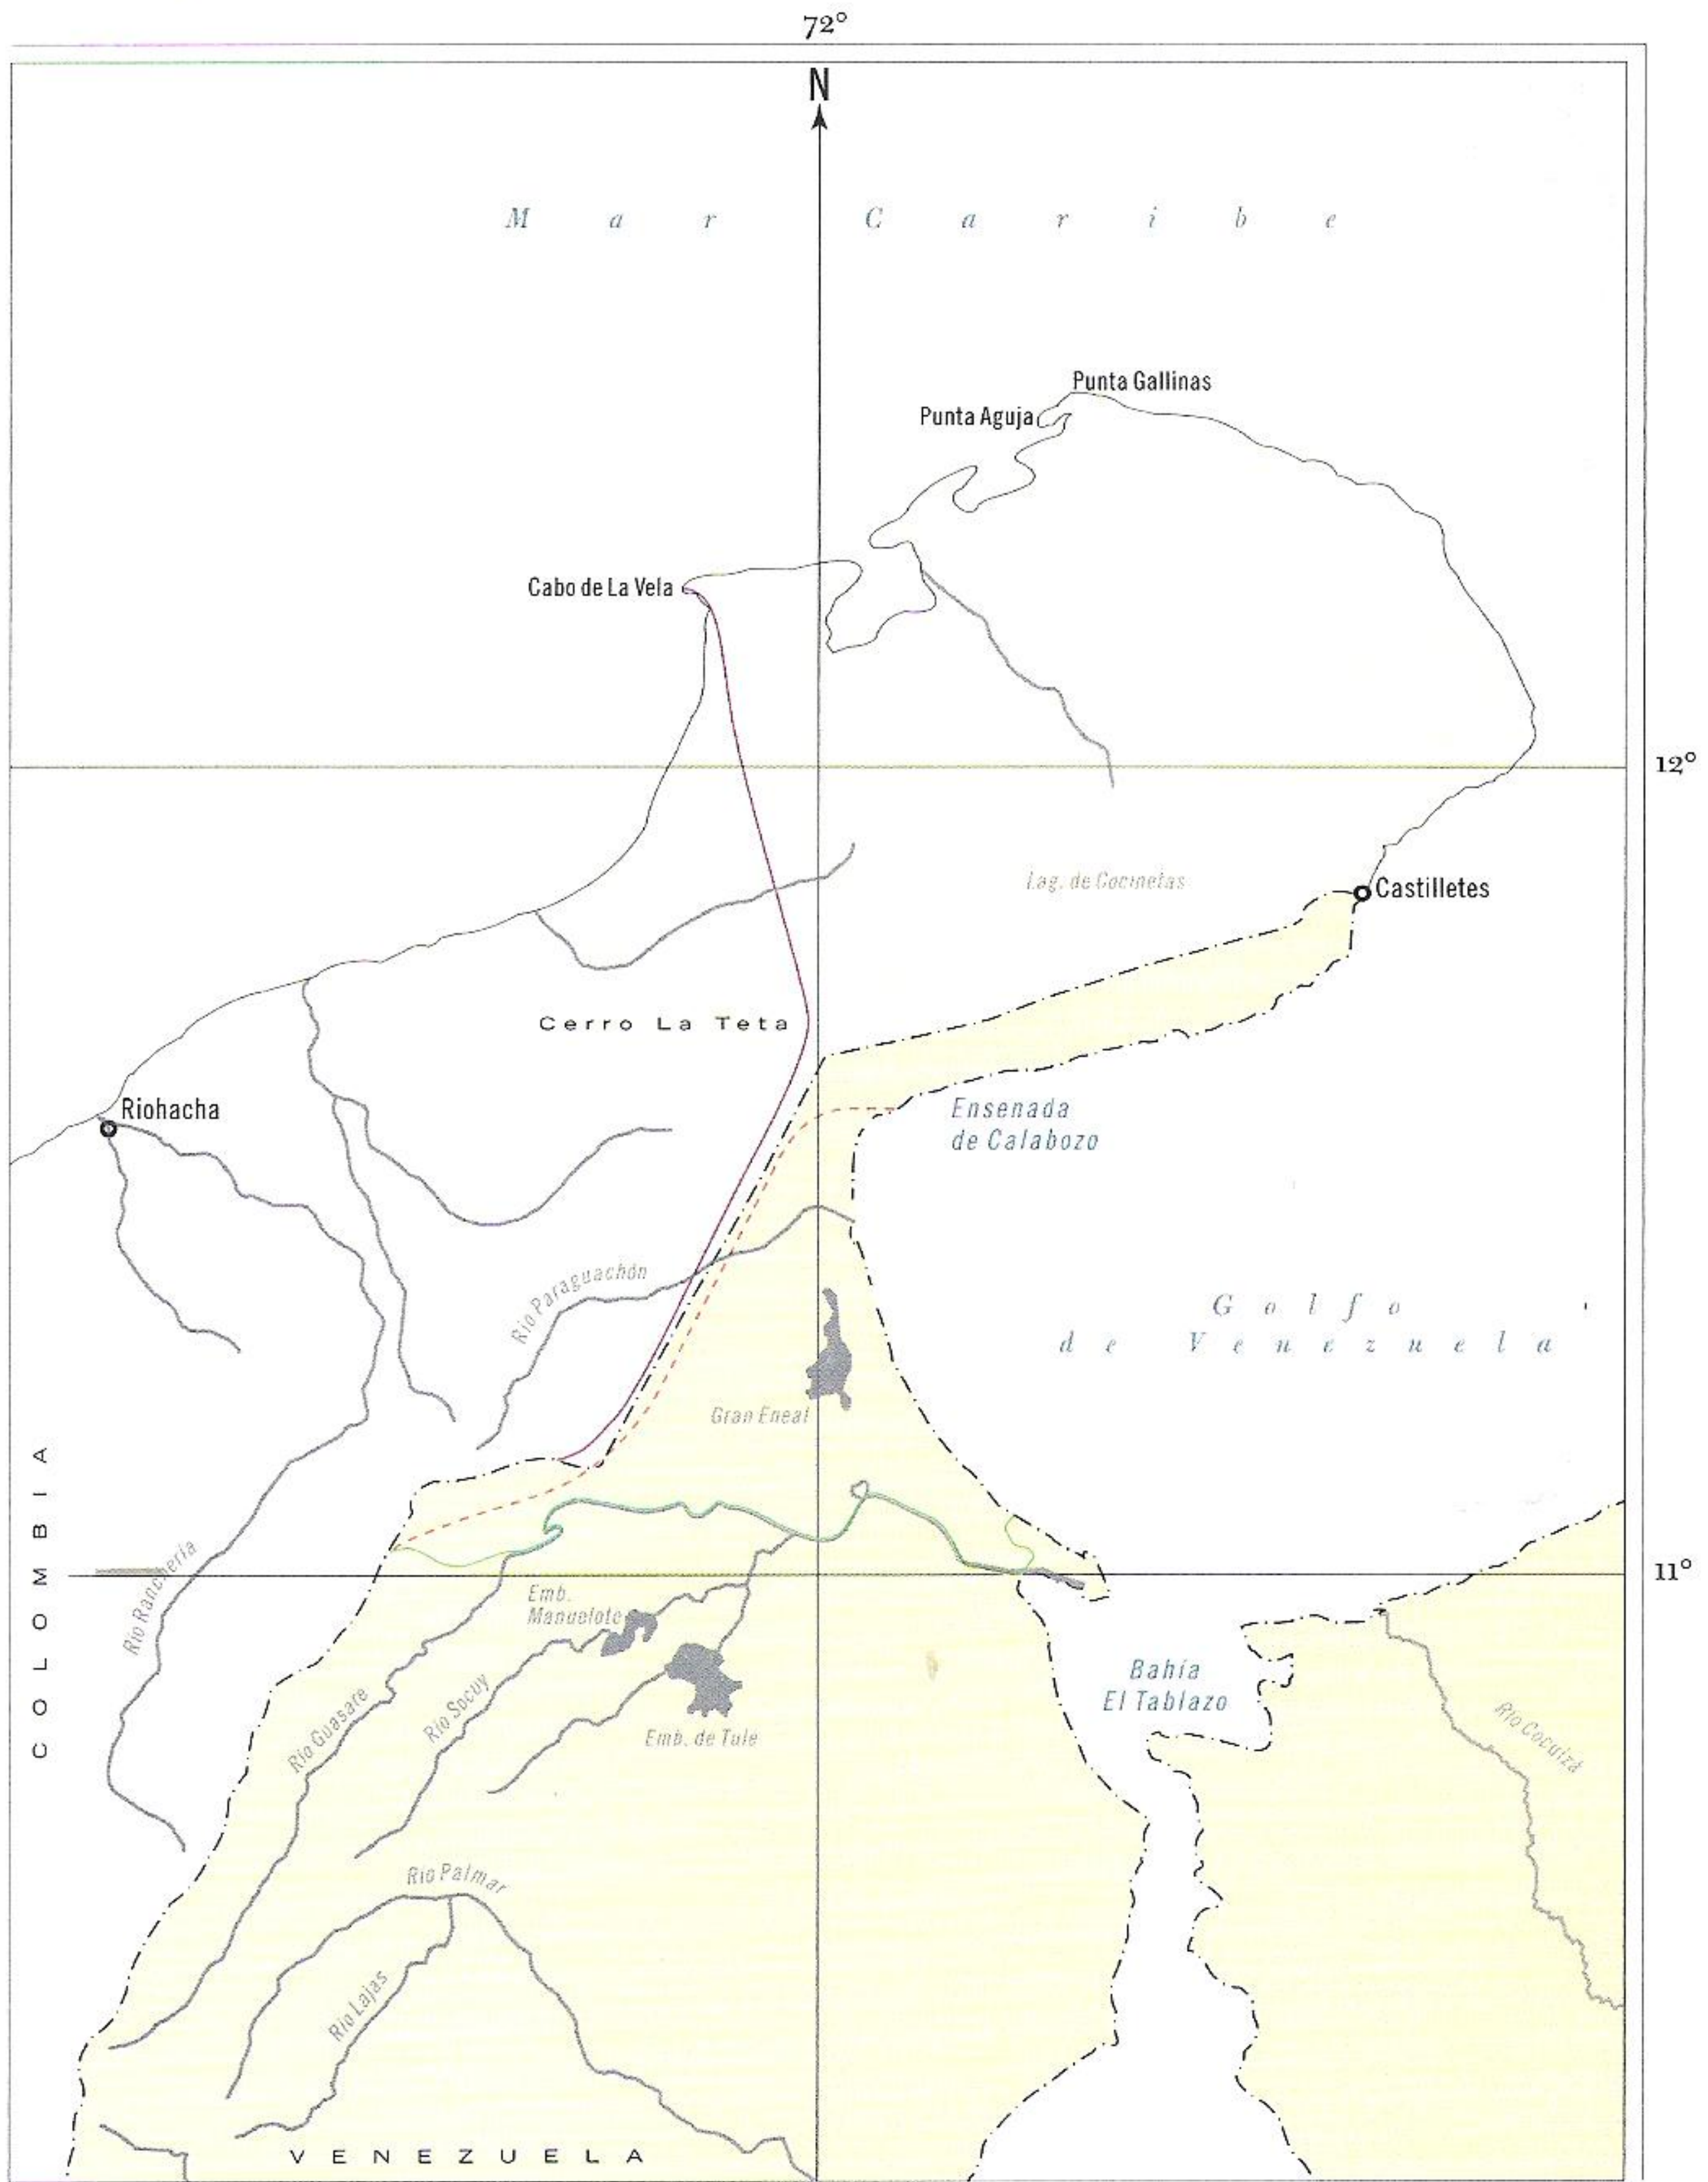 72°
N
Mar Caribe
Punta Gallinas
Punta Aguja
Cabo de La Vela
12°
Lag. de Cocinetas
Castilletes
Cerro La Teta
Riohacha
Ensenada
de Calabozo
Río Paraguachón
Golfo
de Venezuela
Gran Eneal
COLOMBIA
11°
Río Ranchería
Emb.
Manuelote
Bahía
El Tablazo
Río Guasare
Río Socuy
Emb. de Tule
Río Cocuiza
Río Palmar
Río Lajas
VENEZUELA